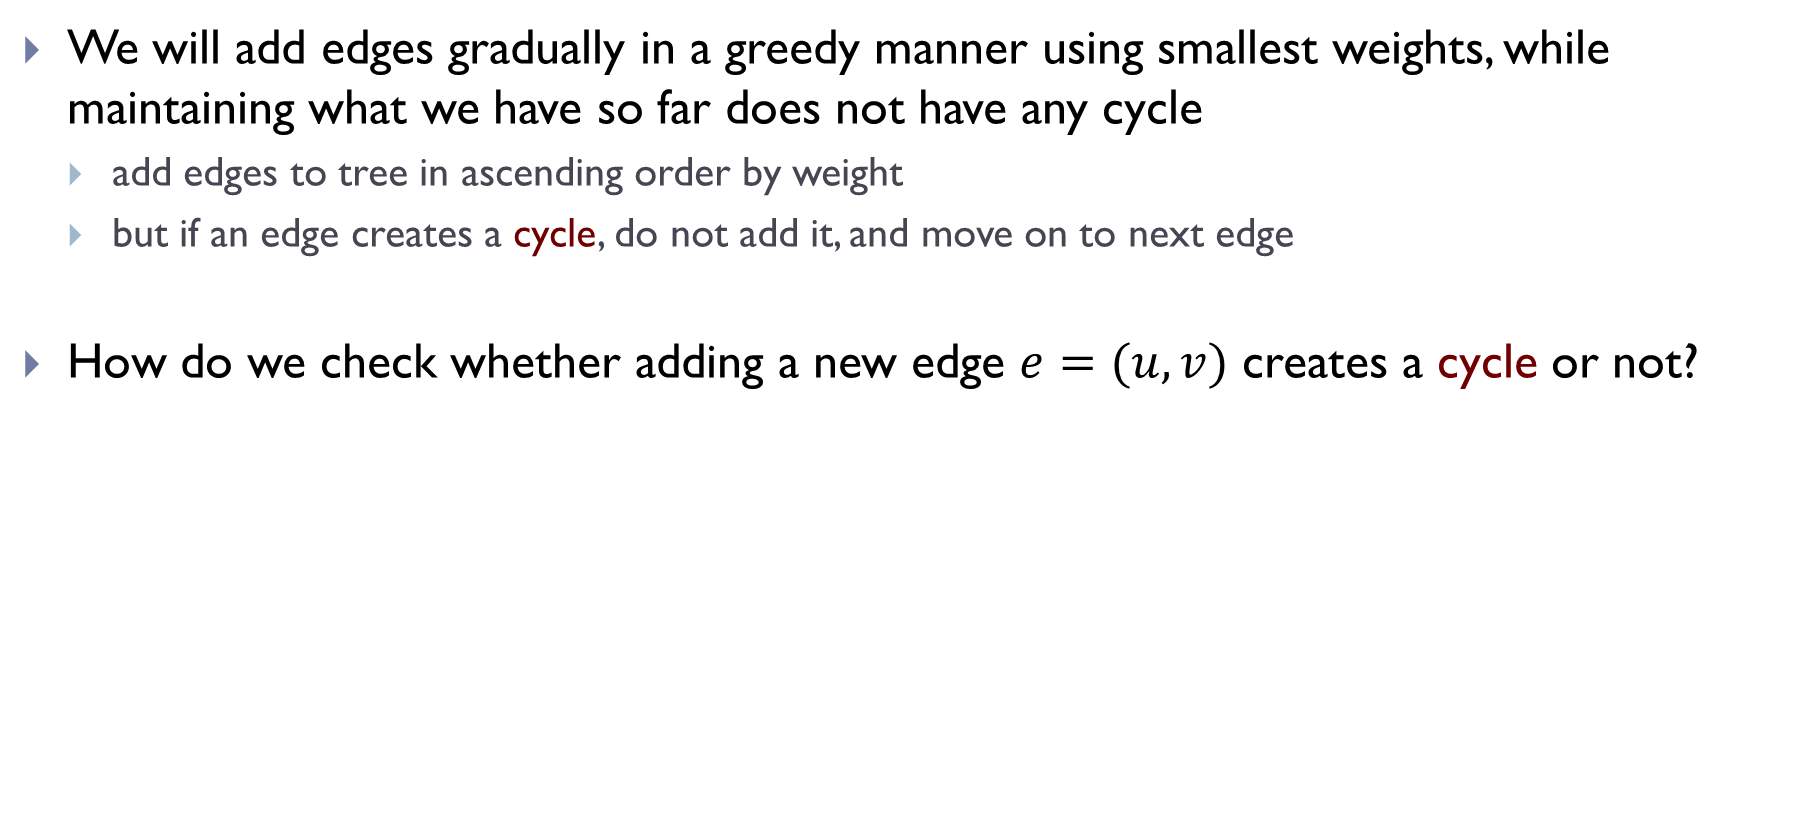 We will add edges gradually in a greedy manner using smallest weights, while
maintaining what we have so far does not have any cycle
add edges to tree in ascending order by weight
but if an edge creates a cycle, do not add it, and move on to next edge
How do we check whether adding a new edge e = (u, v) creates a cycle or not?